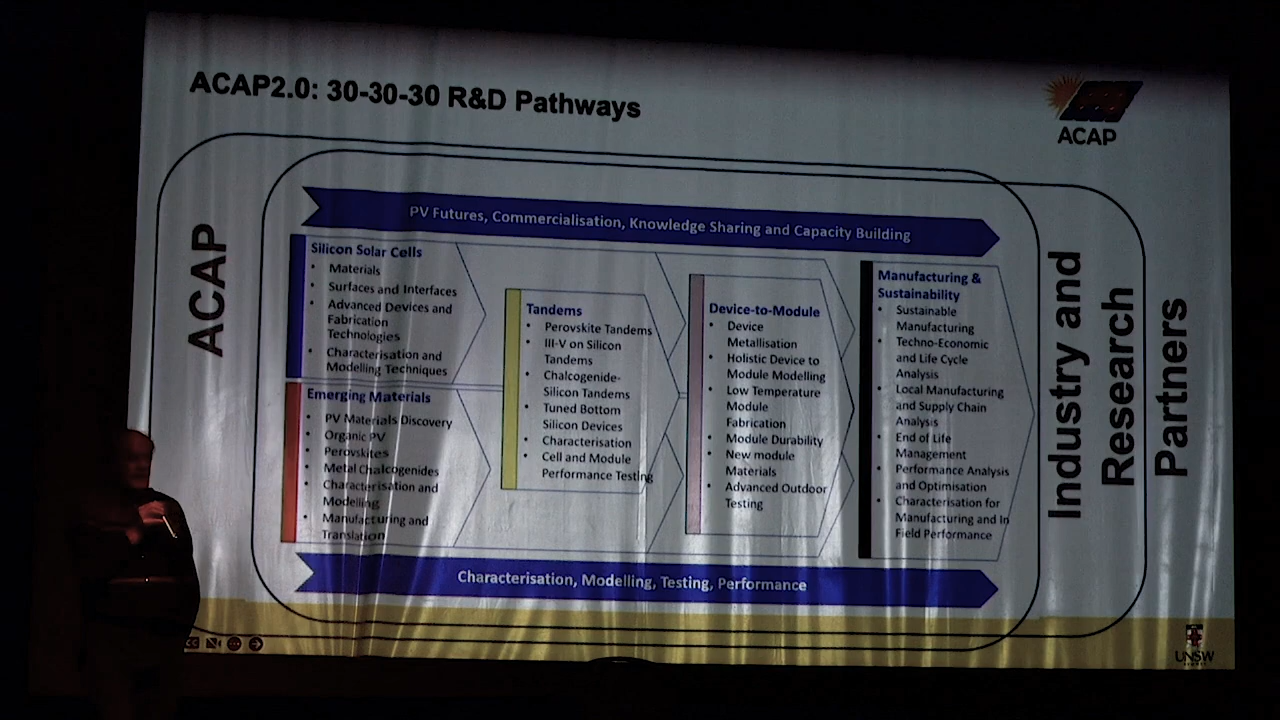 ACAP2.0: 30-30-30 R&D Pathways
ACAP
ACAP
PV Futures, Commercialisation, Knowledge Sharing and Capacity Building
Silicon Solar Cells
• Materials
• Surfaces and Interfaces
• Advanced Devices and
Fabrication
Technologies
• Characterisation and
Modelling Techniques
Emerging Materials
• PV Materials Discovery
• Organic PV
• Perovskites
• Metal Chalcogenides
• Characterisation and
Modelling
• Manufacturing and
Translation
Tandems
• Perovskite Tandems
• III-V on Silicon
Tandems
• Chalcogenide-
Silicon Tandems
• Tuned Bottom
Silicon Devices
• Characterisation
• Cell and Module
Performance Testing
Device-to-Module
• Device
Metallisation
• Holistic Device to
Module Modelling
• Low Temperature
Module
Fabrication
• Module Durability
• New module
Materials
• Advanced Outdoor
Testing
Manufacturing &
Sustainability
• Sustainable
Manufacturing
• Techno-Economic
and Life Cycle
Analysis
• Local Manufacturing
and Supply Chain
Analysis
• End of Life
Management
• Performance Analysis
and Optimisation
• Characterisation for
Manufacturing and In
Field Performance
Industry and
Research
Partners
Characterisation, Modelling, Testing, Performance
UNSW